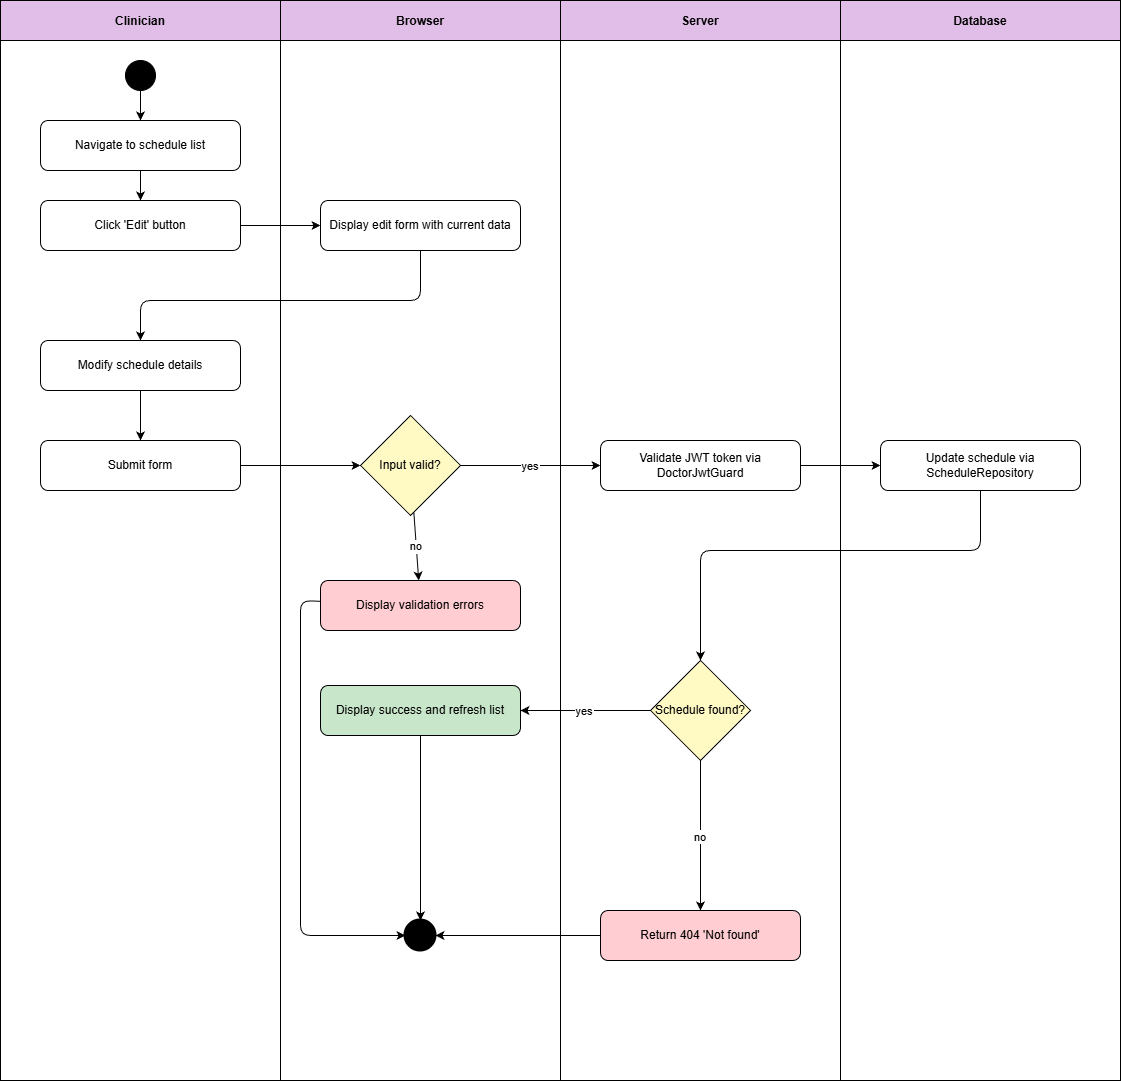 Clinician
Browser
Server
Database
Navigate to schedule list
Click 'Edit' button
Display edit form with current data
Modify schedule details
Submit form
Input valid?
yes
Validate JWT token via
DoctorJwtGuard
Update schedule via
ScheduleRepository
no
Display validation errors
Display success and refresh list
yes
Schedule found?
no
Return 404 'Not found'